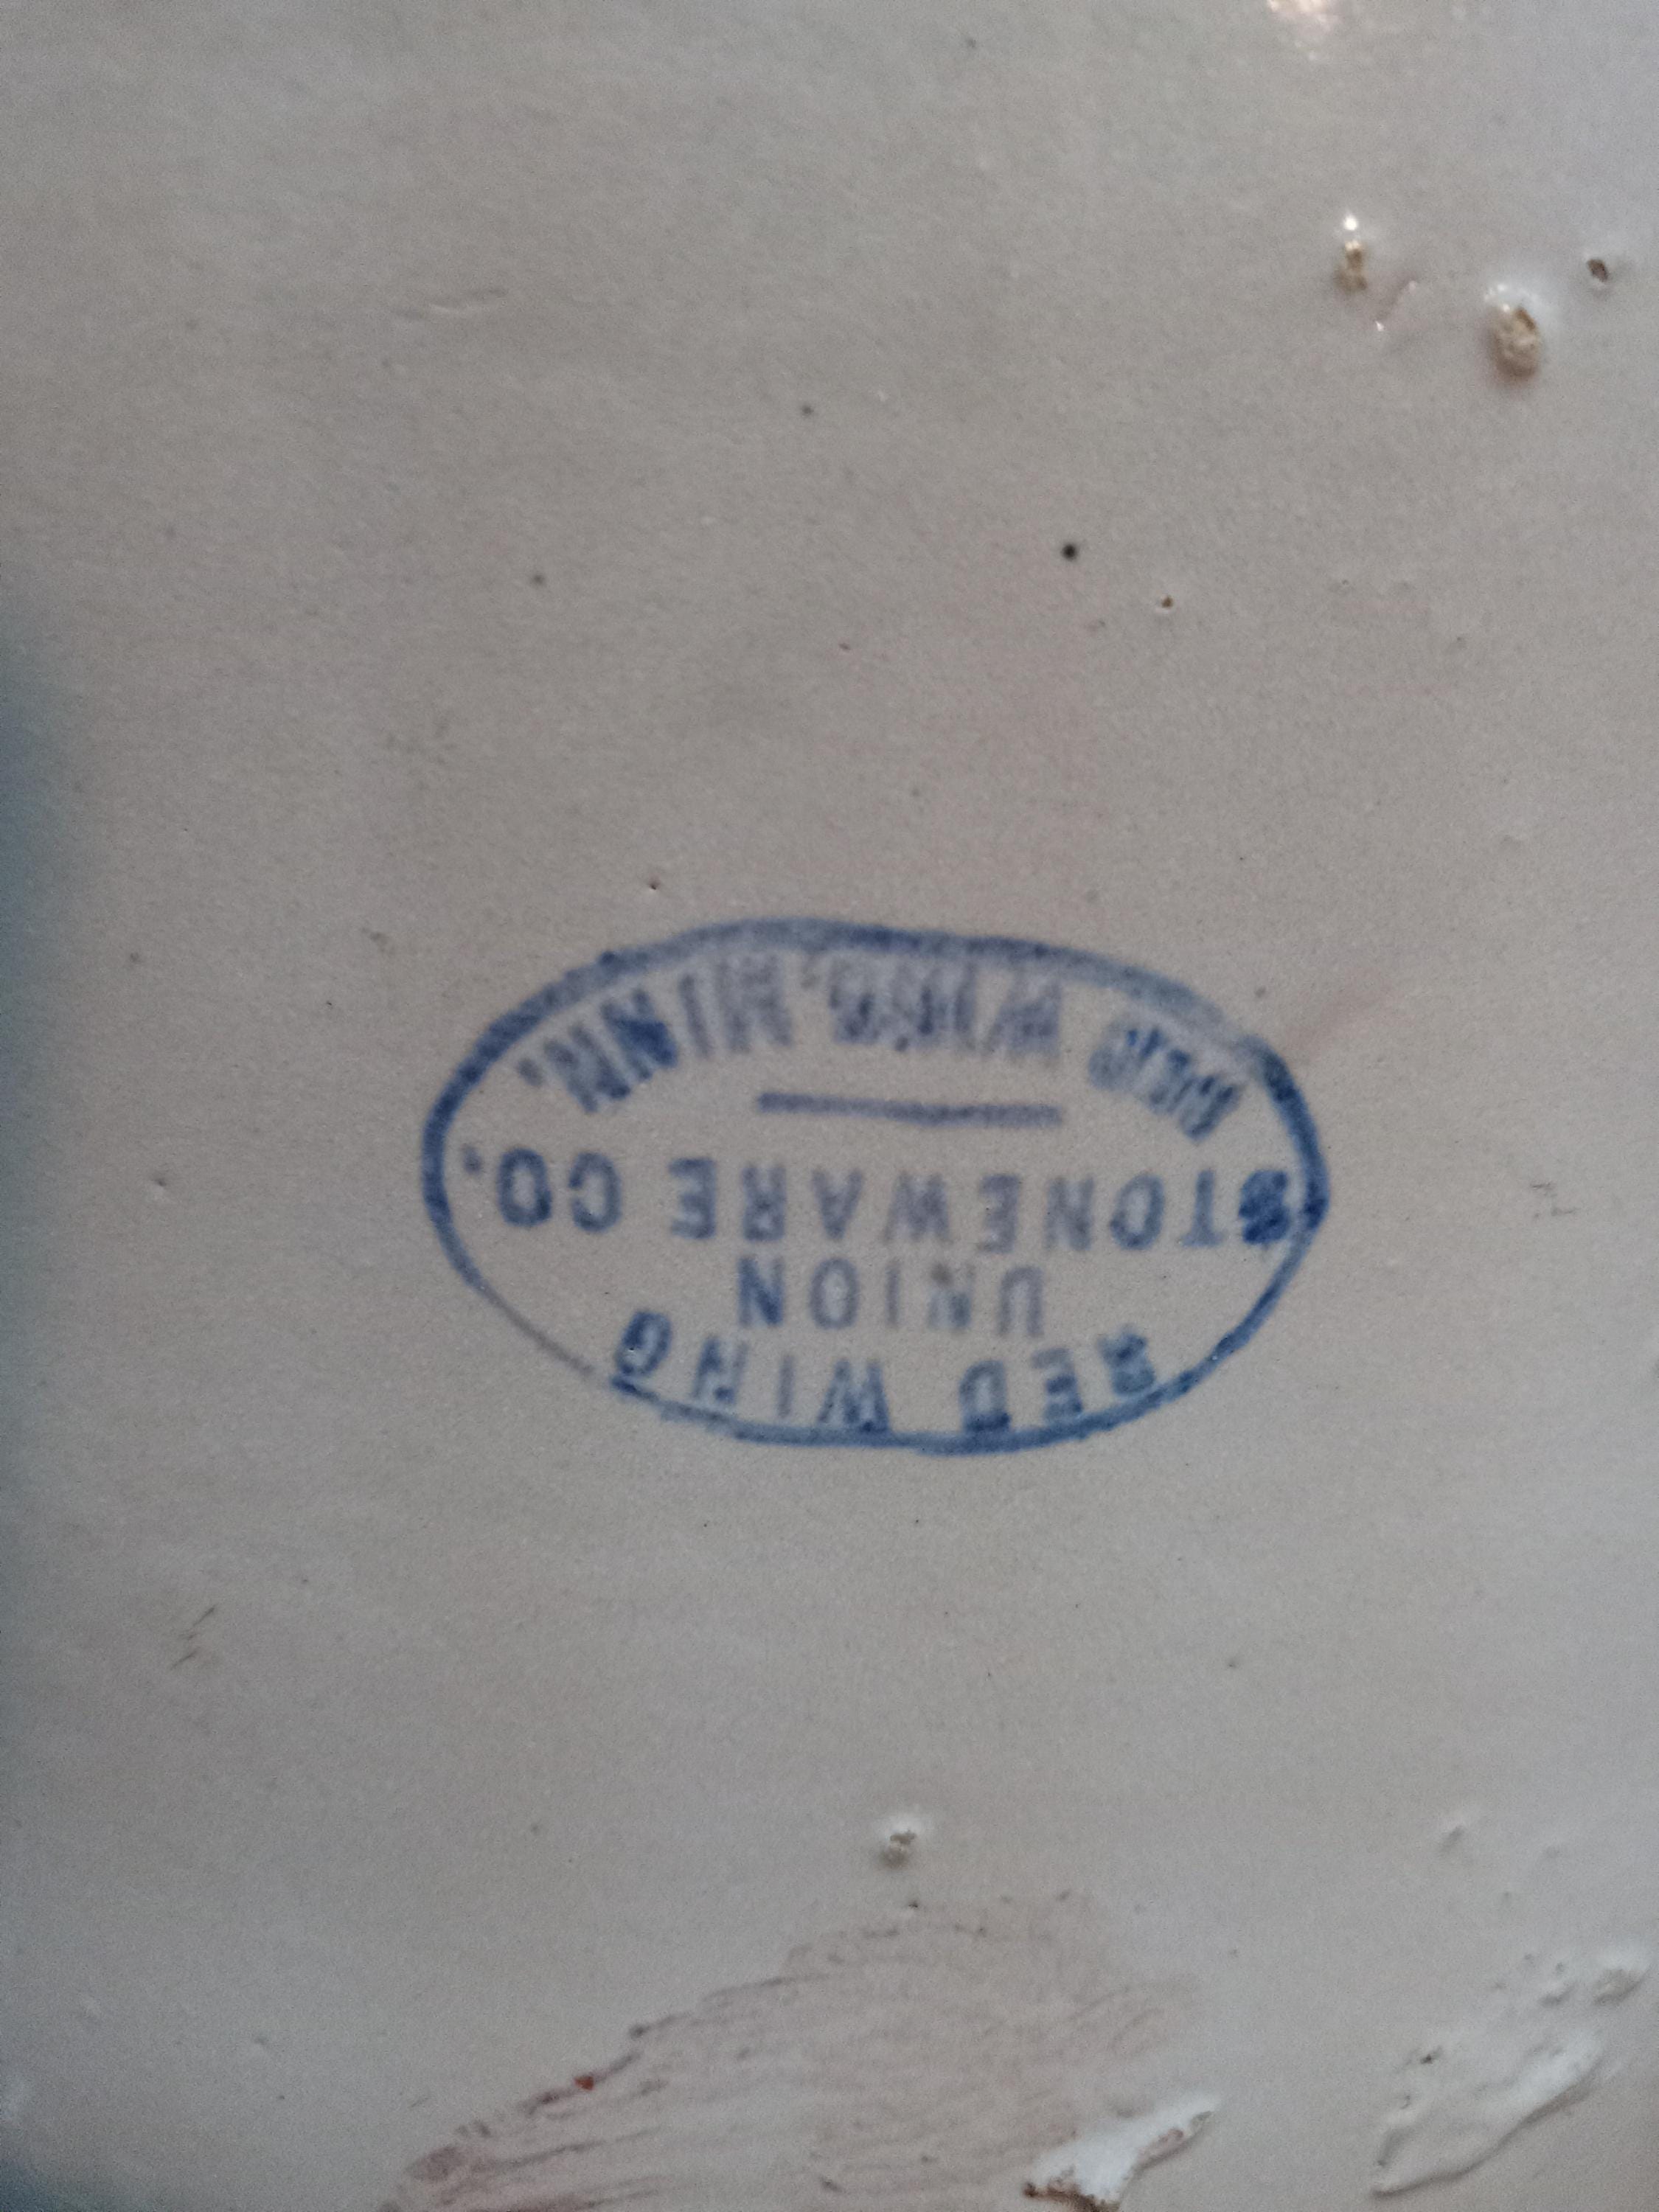 RED WING
UNION
STONEWARE CO.
RED WING, MINN.